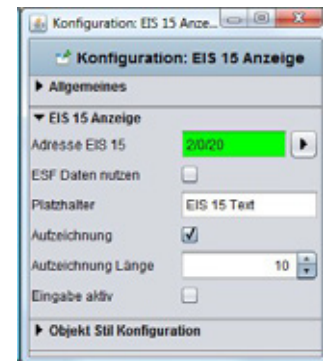 Konfiguration: EIS 15 Anze...
Konfiguration: EIS 15 Anzeige
Allgemeines
EIS 15 Anzeige
Adresse EIB 15 2/0/20
ESF Daten nutzen
Platzhalter EIS 15 Text
Aufzeichnung
Aufzeichnung Länge 10
Eingabe aktiv
Objekt Stil Konfiguration